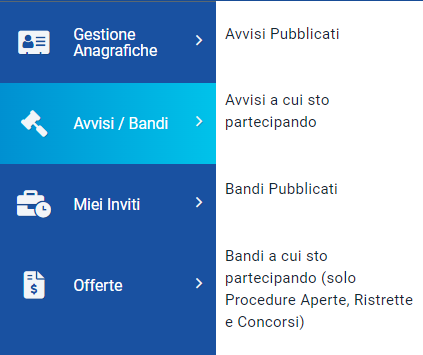 Gestione
Anagrafiche
Avvisi / Bandi
Miei Inviti
Offerte
Avvisi Pubblicati
Avvisi a cui sto
partecipando
Bandi Pubblicati
Bandi a cui sto
partecipando (solo
Procedure Aperte, Ristrette
e Concorsi)